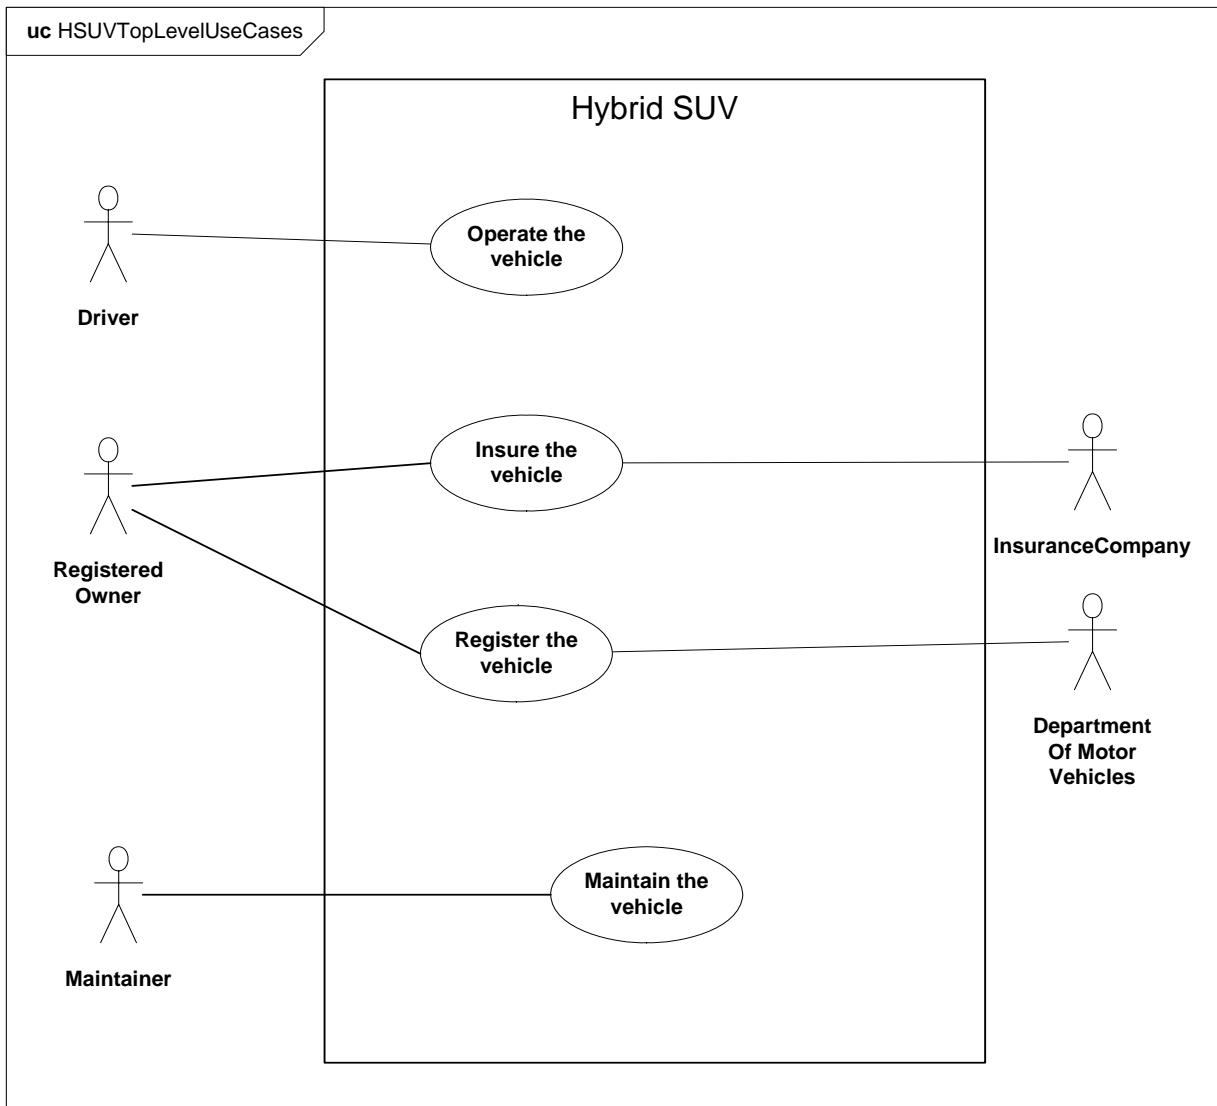 uc HSUVTopLevelUseCases
Hybrid SUV
Operate the
vehicle
Driver
Insure the
vehicle
InsuranceCompany
Registered
Owner
Register the
vehicle
Department
Of Motor
Vehicles
Maintain the
vehicle
Maintainer